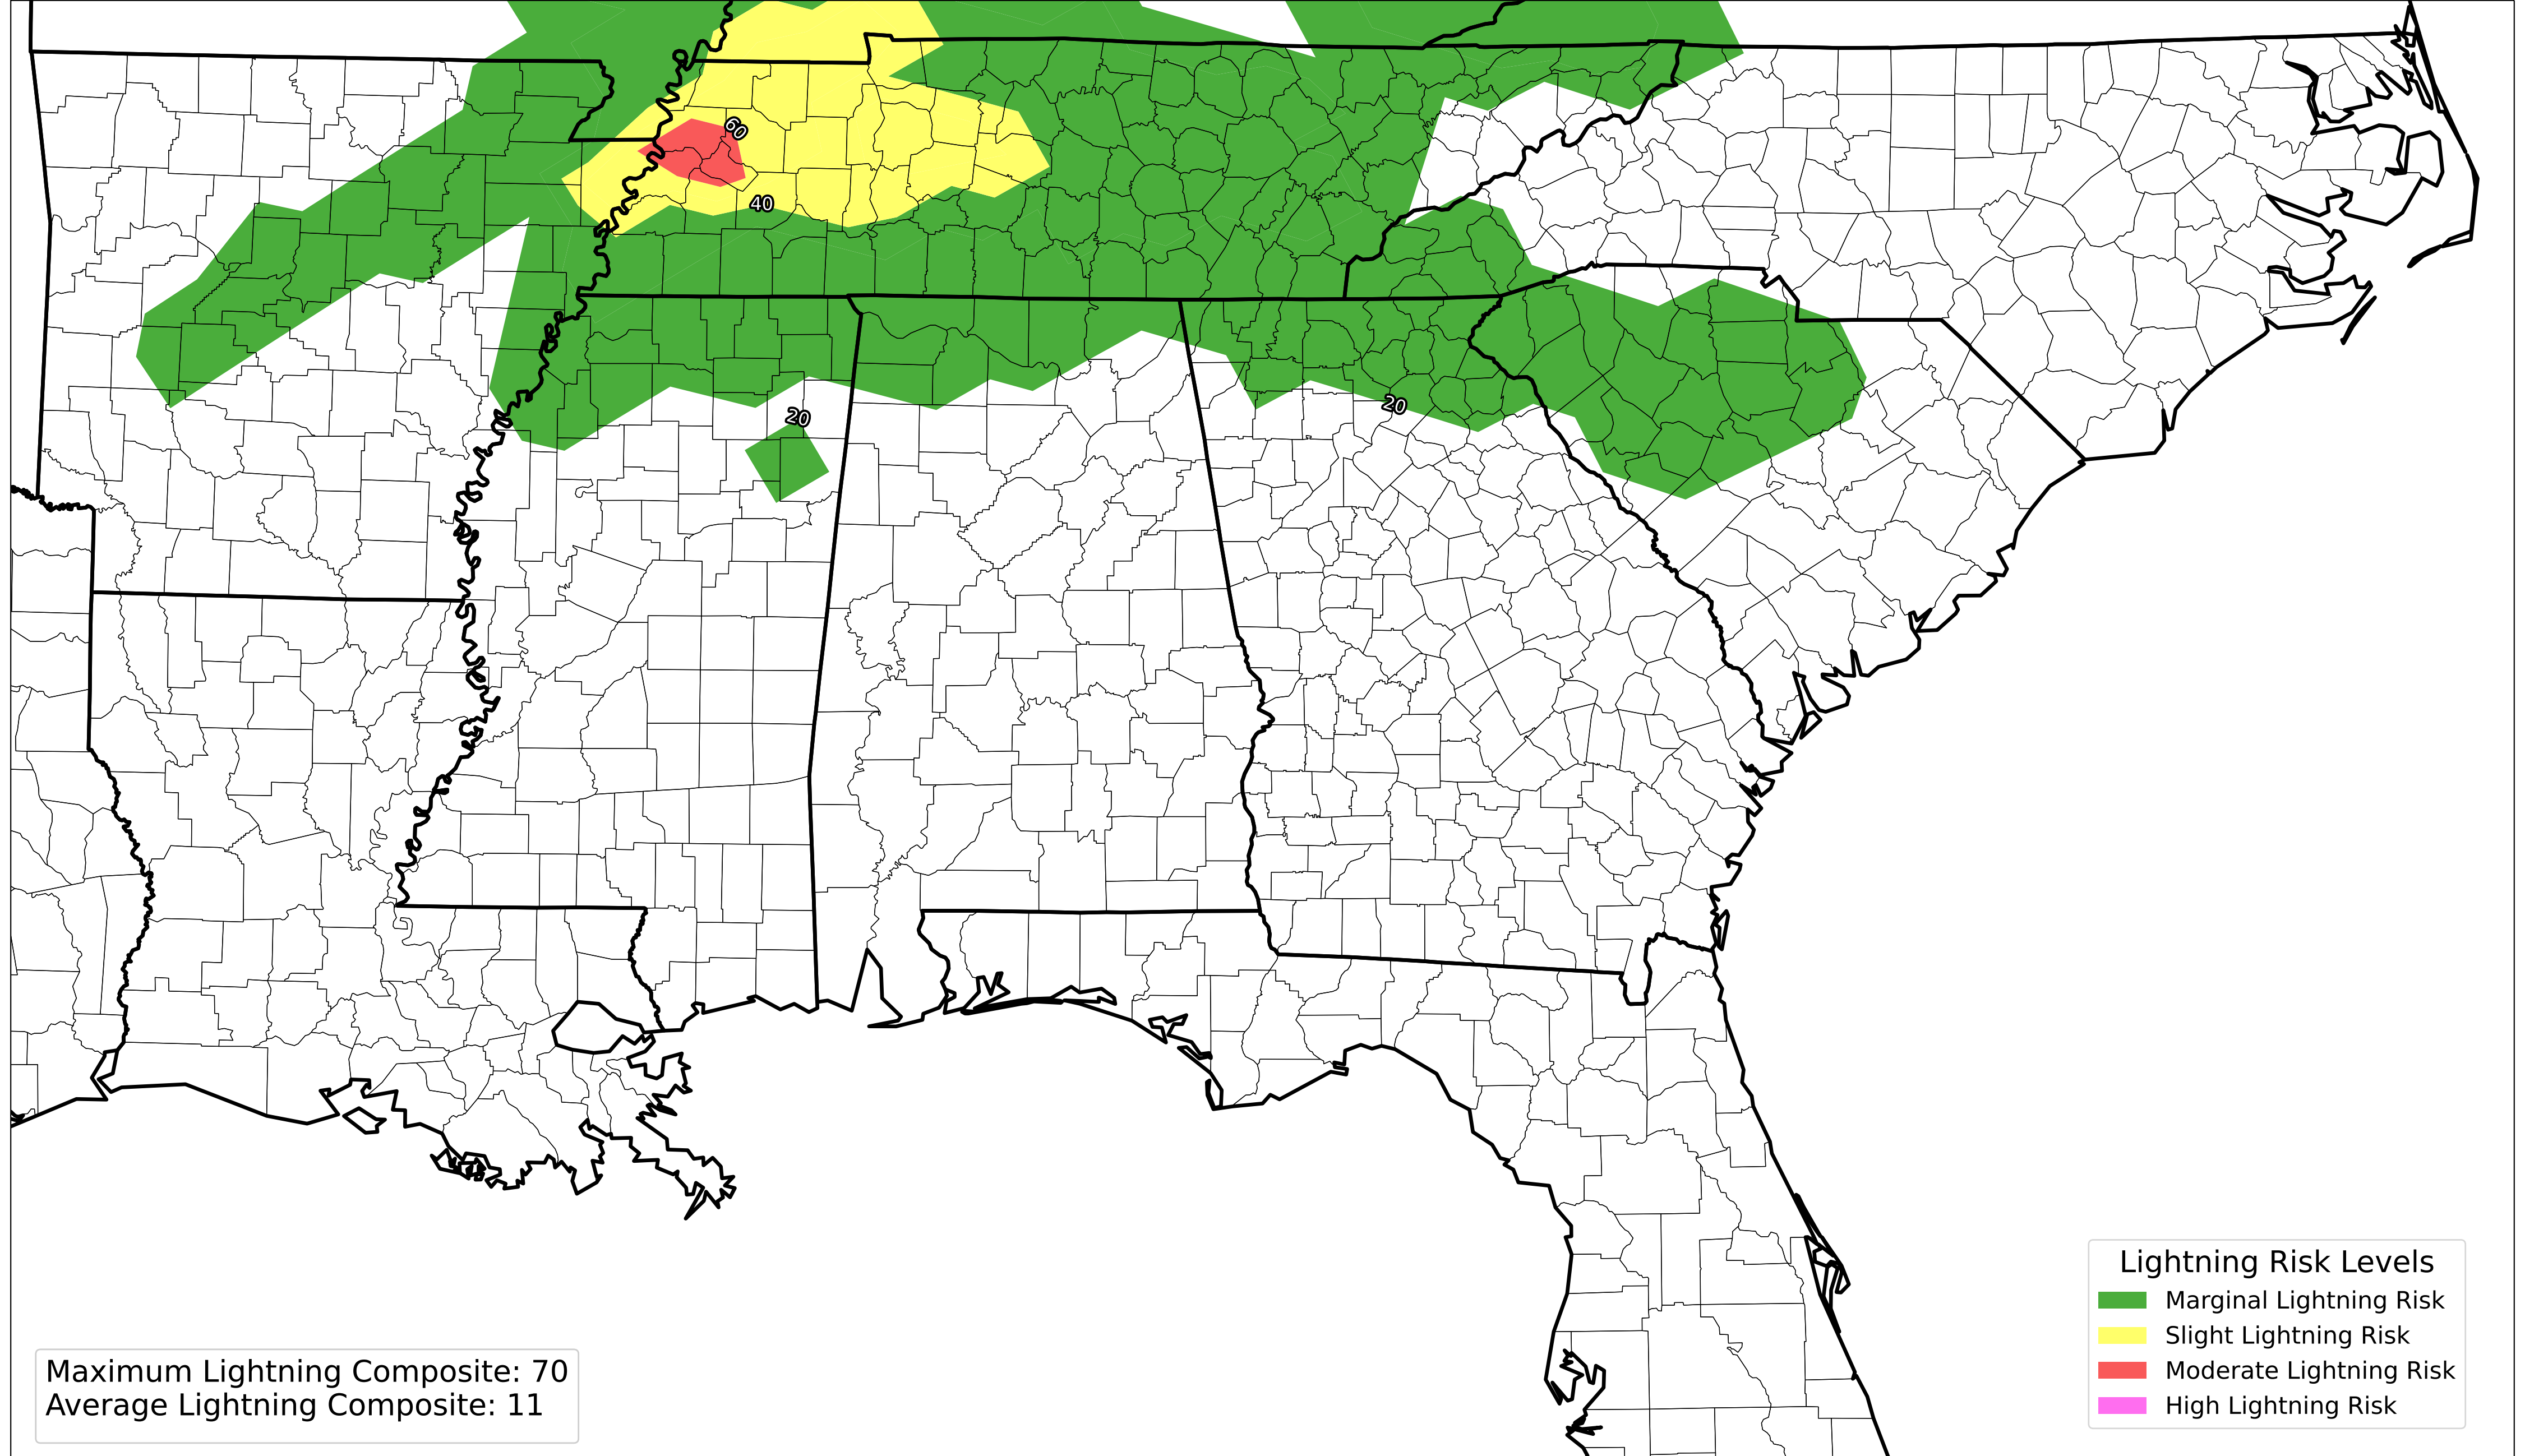 60
40
20
20
Lightning Risk Levels
Marginal Lightning Risk
Slight Lightning Risk
Moderate Lightning Risk
High Lightning Risk
Maximum Lightning Composite: 70
Average Lightning Composite: 11